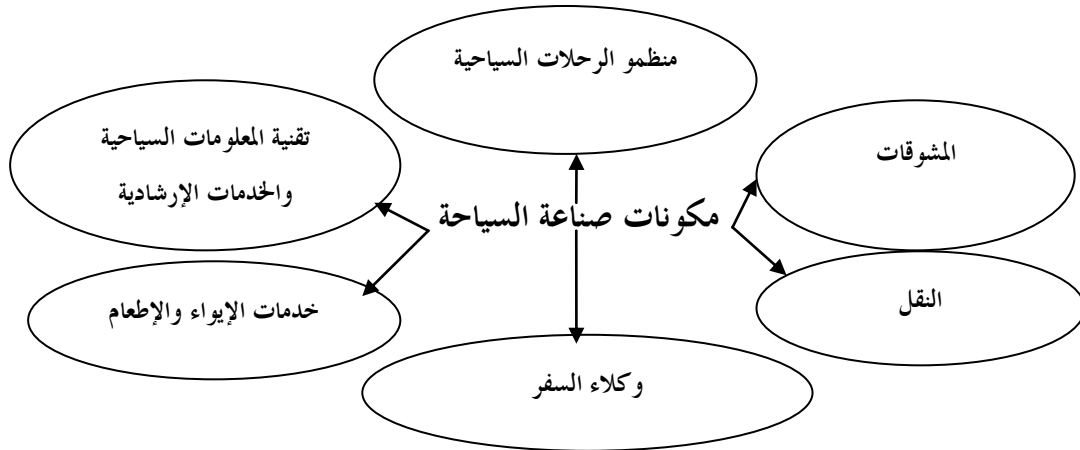 منظمو الرحلات السياحية
المشوقات
تقنية المعلومات السياحية
والخدمات الإرشادية
مكونات صناعة السياحة
النقل
خدمات الإيواء والإطعام
وكلاء السفر